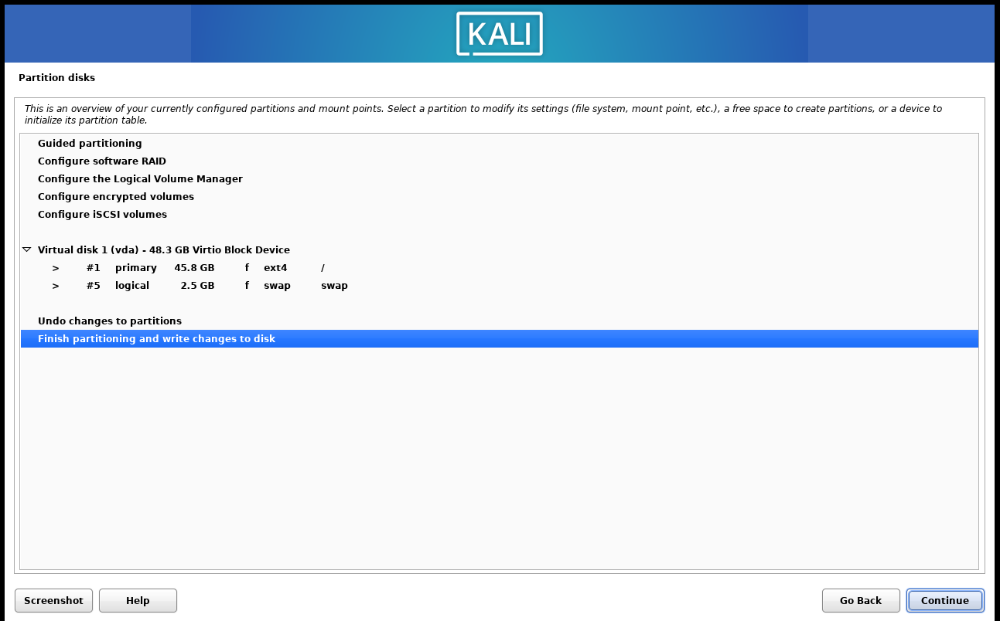 KALI
Partition disks
This is an overview of your currently configured partitions and mount points. Select a partition to modify its settings (file system, mount point, etc.), a free space to create partitions, or a device to
initialize its partition table.
Guided partitioning
Configure software RAID
Configure the Logical Volume Manager
Configure encrypted volumes
Configure iSCSI volumes
Virtual disk 1 (vda) - 48.3 GB Virtio Block Device
> #1 primary 45.8 GB f ext4 /
> #5 logical 2.5 GB f swap swap
Undo changes to partitions
Finish partitioning and write changes to disk
Screenshot Help Go Back Continue